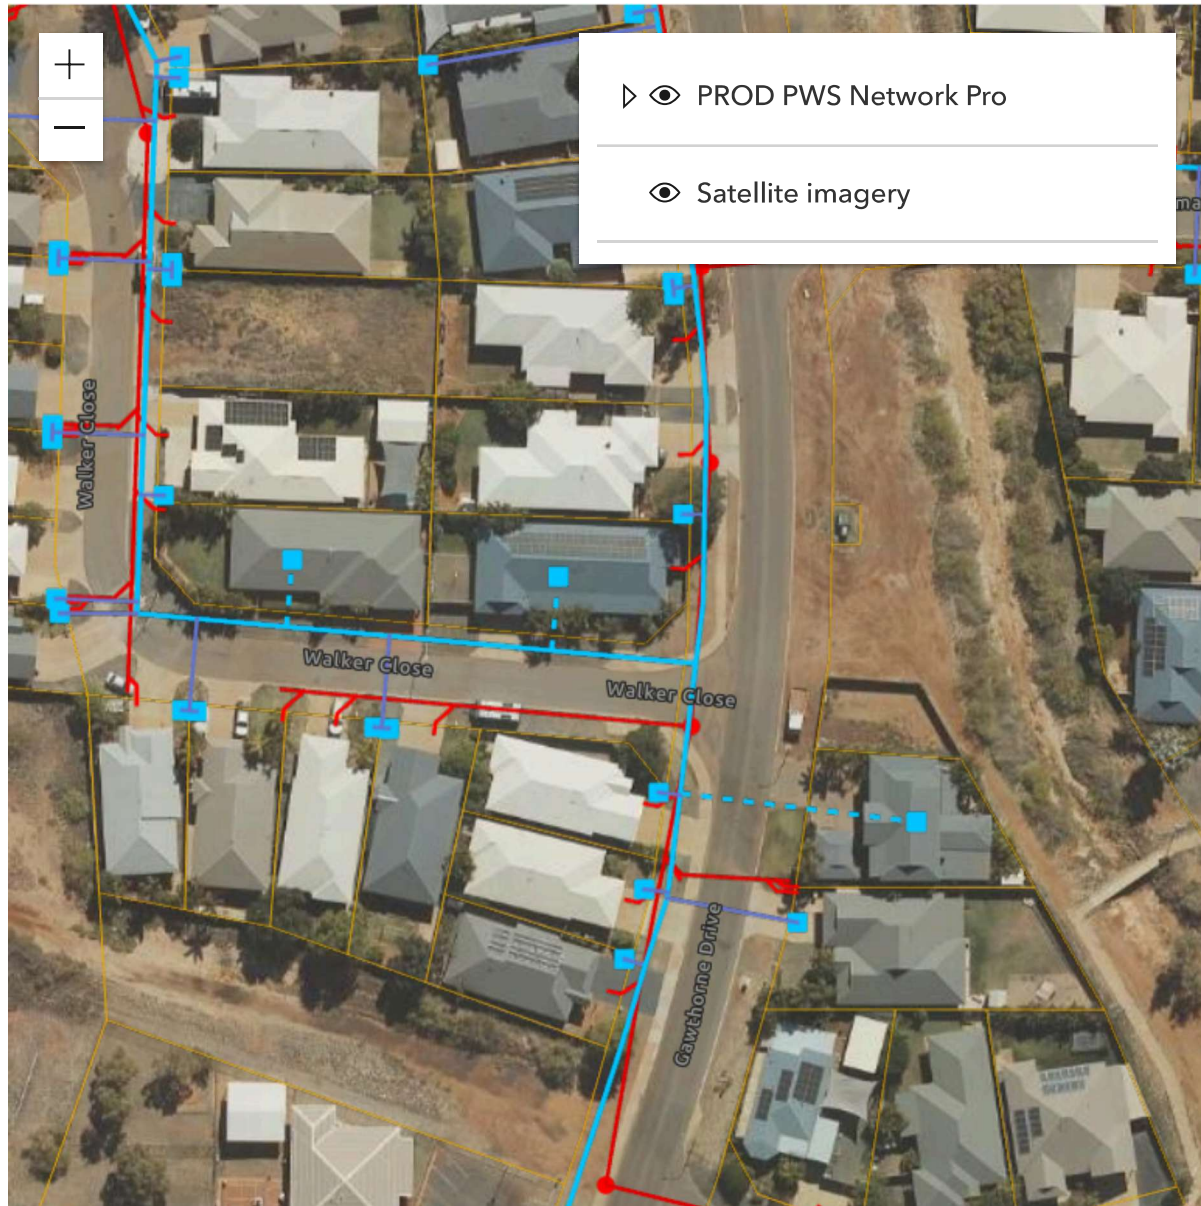 PROD PWS Network Pro
Satellite imagery
Walker Close
Walker Close
Walker Close
Gawthorne Drive